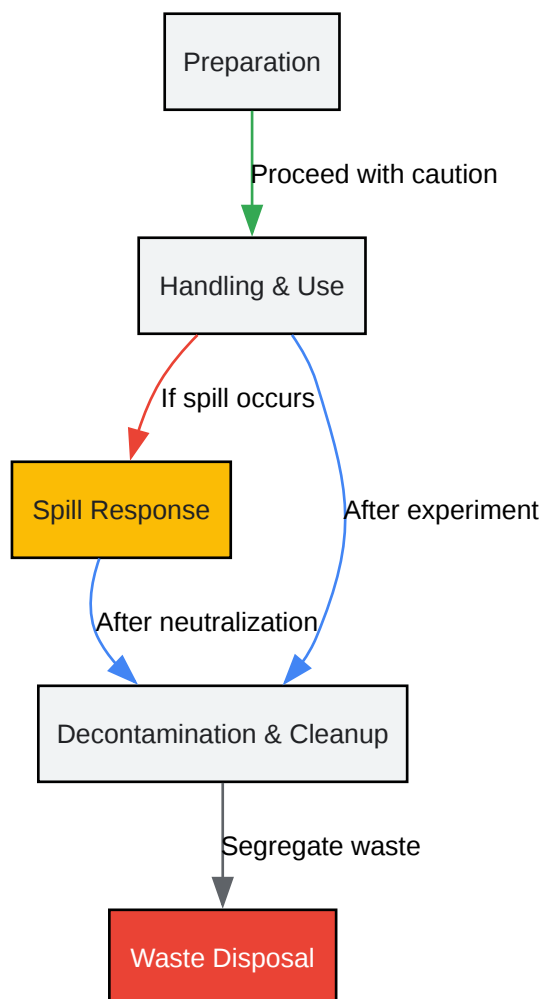 Preparation
Proceed with caution
Handling & Use
If spill occurs
Spill Response
After experiment
After neutralization
Decontamination & Cleanup
Segregate waste
Waste Disposal